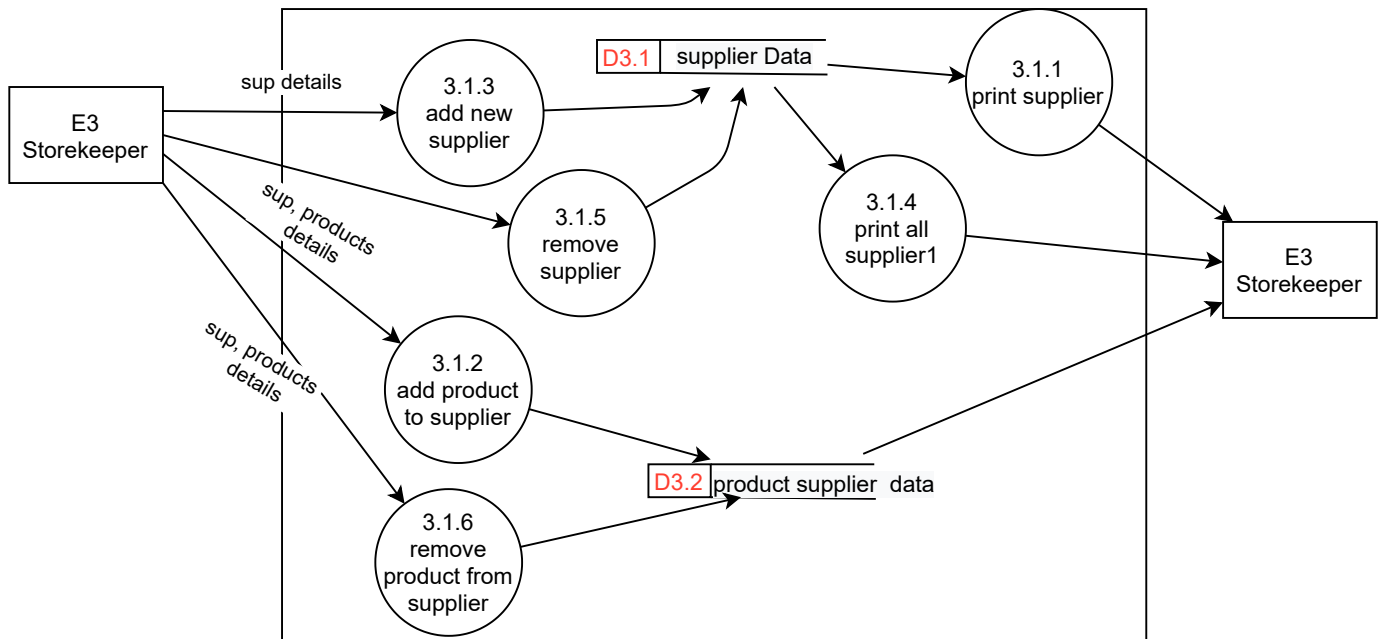 E3
Storekeeper
sup details
3.1.3
add new
supplier
D3.1 supplier Data
3.1.1
print supplier
sup, products
details
3.1.5
remove
supplier
3.1.4
print all
supplier1
E3
Storekeeper
sup, products
details
3.1.2
add product
to supplier
D3.2 product supplier data
3.1.6
remove
product from
supplier